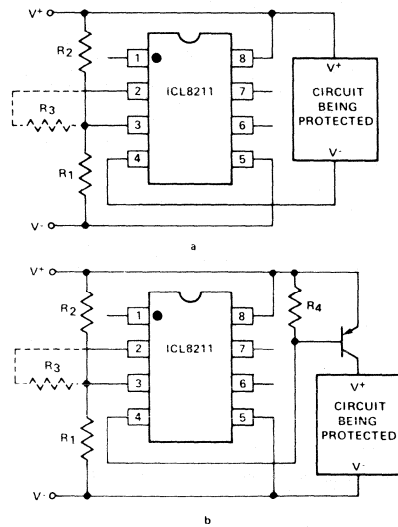 V+
R2
1
8
ICL8211
2
7
R3
3
6
R1
4
5
V-
V+
CIRCUIT
BEING
PROTECTED
V-
a
V+
R2
1
8
R4
ICL8211
2
7
R3
3
6
R1
4
5
V-
V+
CIRCUIT
BEING
PROTECTED
V-
b